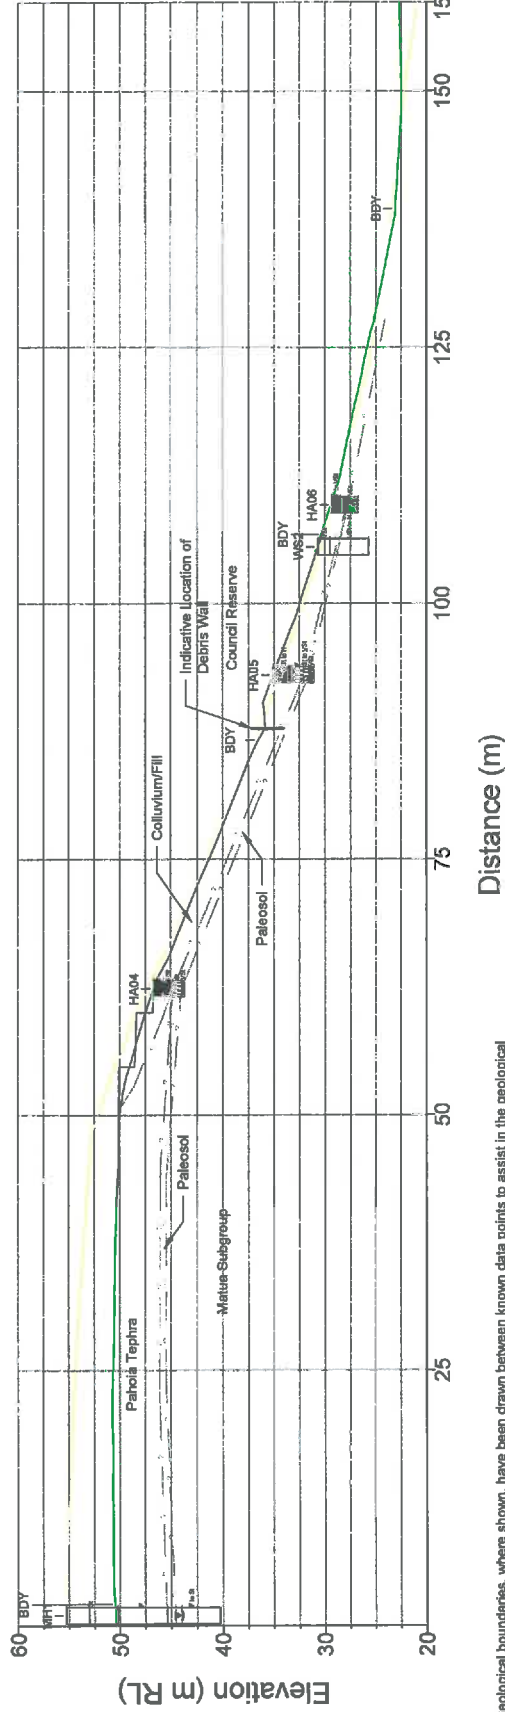 Elevation (m RL)
60
50
40
30
20
BDY
MH1
Pahoia Tephra
Matua Subgroup
Paleosol
HA04
Colluvium/Fill
Paleosol
BDY
Indicative Location of
Debris Wall
Council Reserve
HA05
BDY
WS2
HA06
BDY
25
50
75
100
125
150
15
Distance (m)
eological boundaries, where shown, have been drawn between known data points to assist in the geological